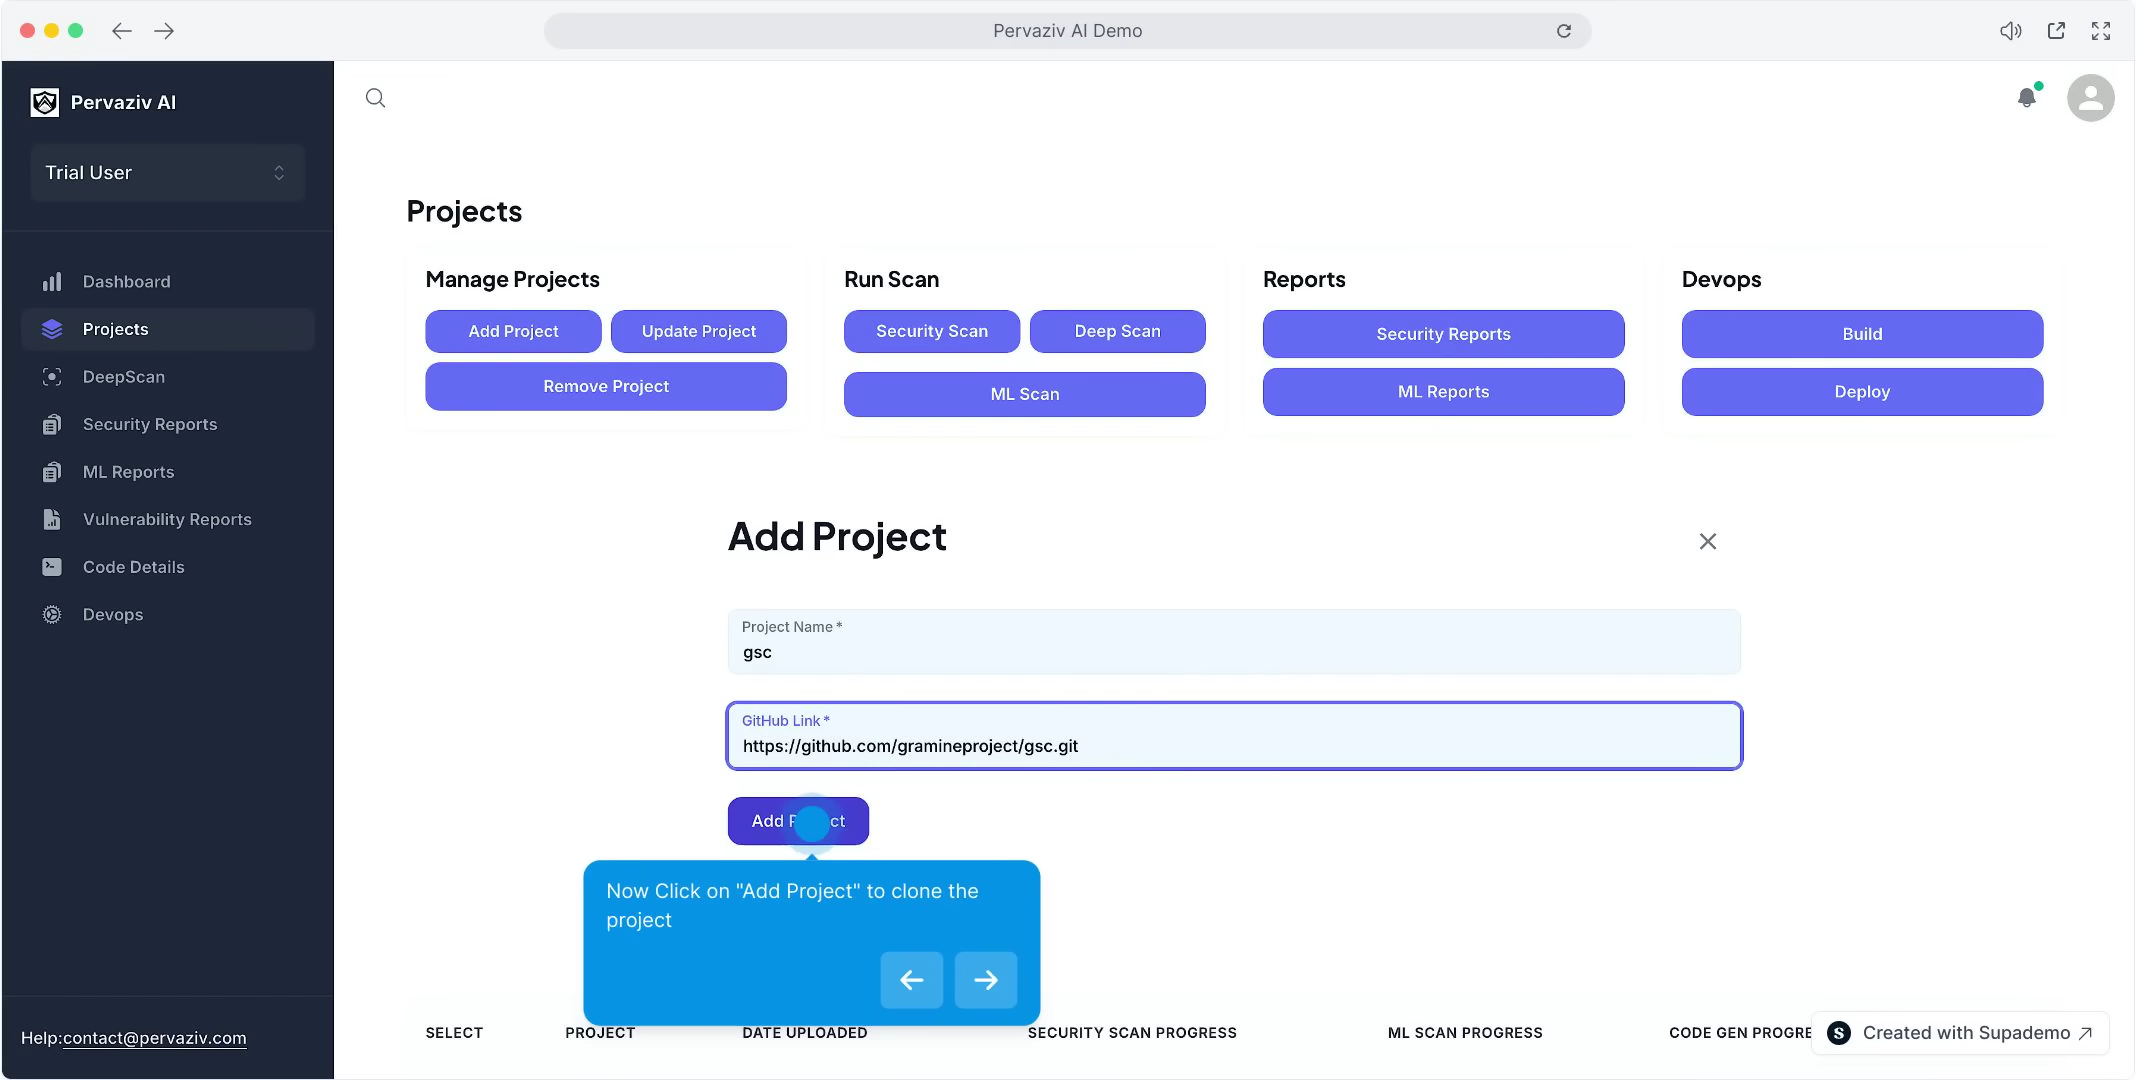 Pervaziv AI Demo
Pervaziv AI
Trial User
Dashboard
Projects
DeepScan
Security Reports
ML Reports
Vulnerability Reports
Code Details
Devops
Help:contact@pervaziv.com
Projects
Manage Projects
Add Project
Update Project
Remove Project
Run Scan
Security Scan
Deep Scan
ML Scan
Reports
Security Reports
ML Reports
Devops
Build
Deploy
Add Project
Project Name *
gsc
GitHub Link *
https://github.com/gramineproject/gsc.git
Add
Now Click on "Add Project" to clone the
project
SELECT
PROJECT
DATE UPLOADED
SECURITY SCAN PROGRESS
ML SCAN PROGRESS
CODE GEN PROGRE
S
Created with Supademo